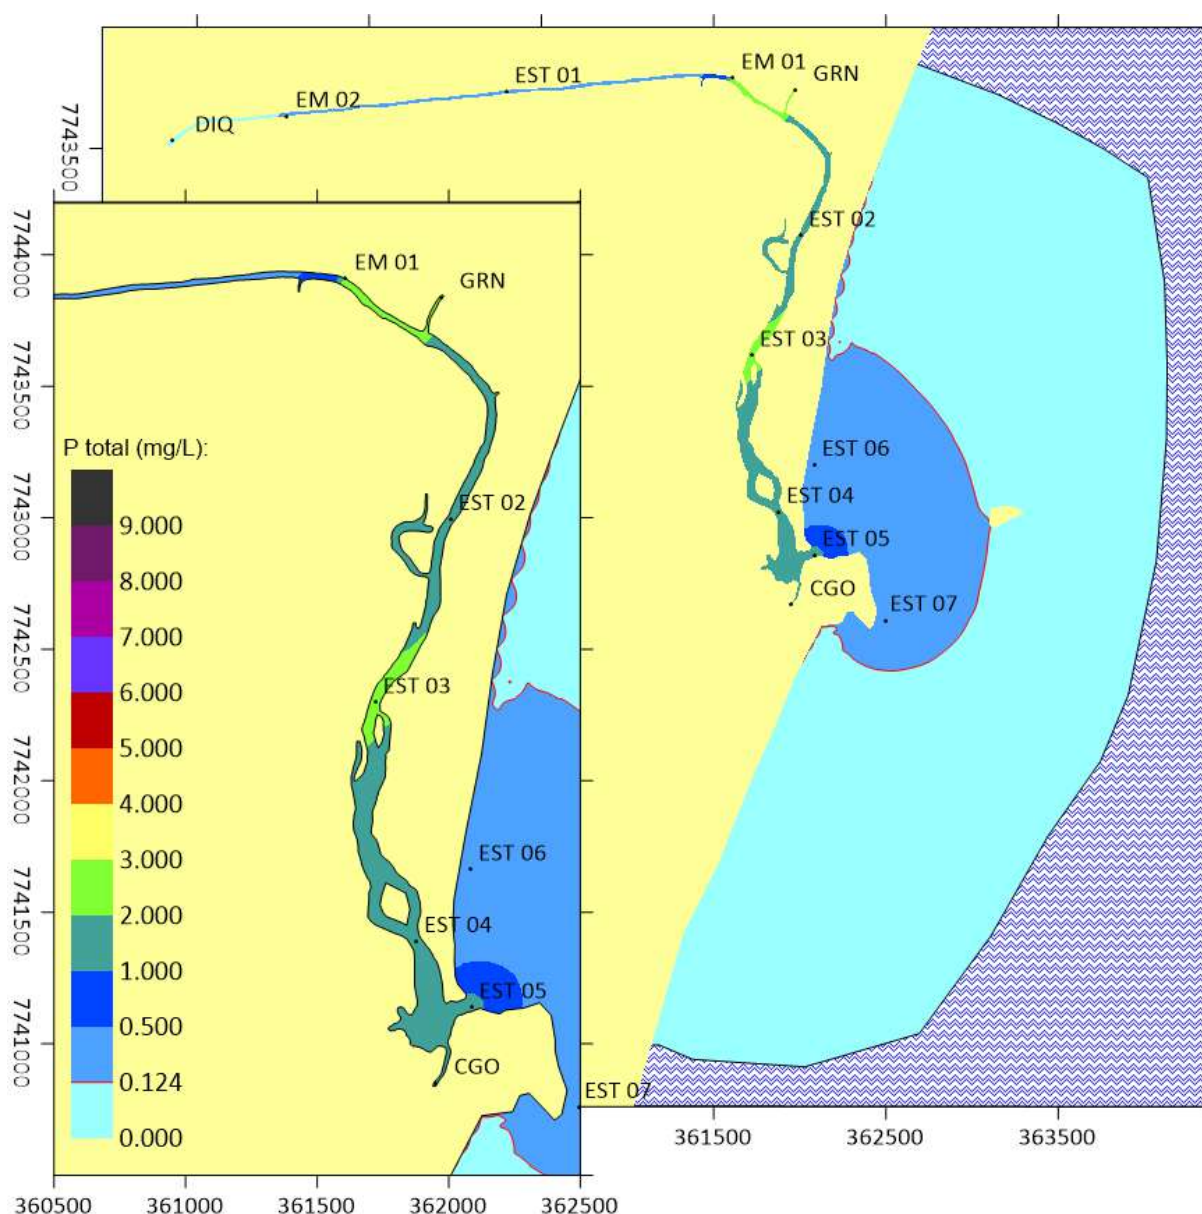 EM 01
GRN
EST 01
EM 02
DIQ
7743500
EST 02
EST 03
EST 06
EST 04
EST 05
CGO
EST 07
361500
362500
363500
7744000
7743500
7743000
7742500
7742000
7741500
7741000
EM 01
GRN
EST 02
EST 03
EST 06
EST 04
EST 05
CGO
EST 07
P total (mg/L):
9.000
8.000
7.000
6.000
5.000
4.000
3.000
2.000
1.000
0.500
0.124
0.000
360500
361000
361500
362000
362500